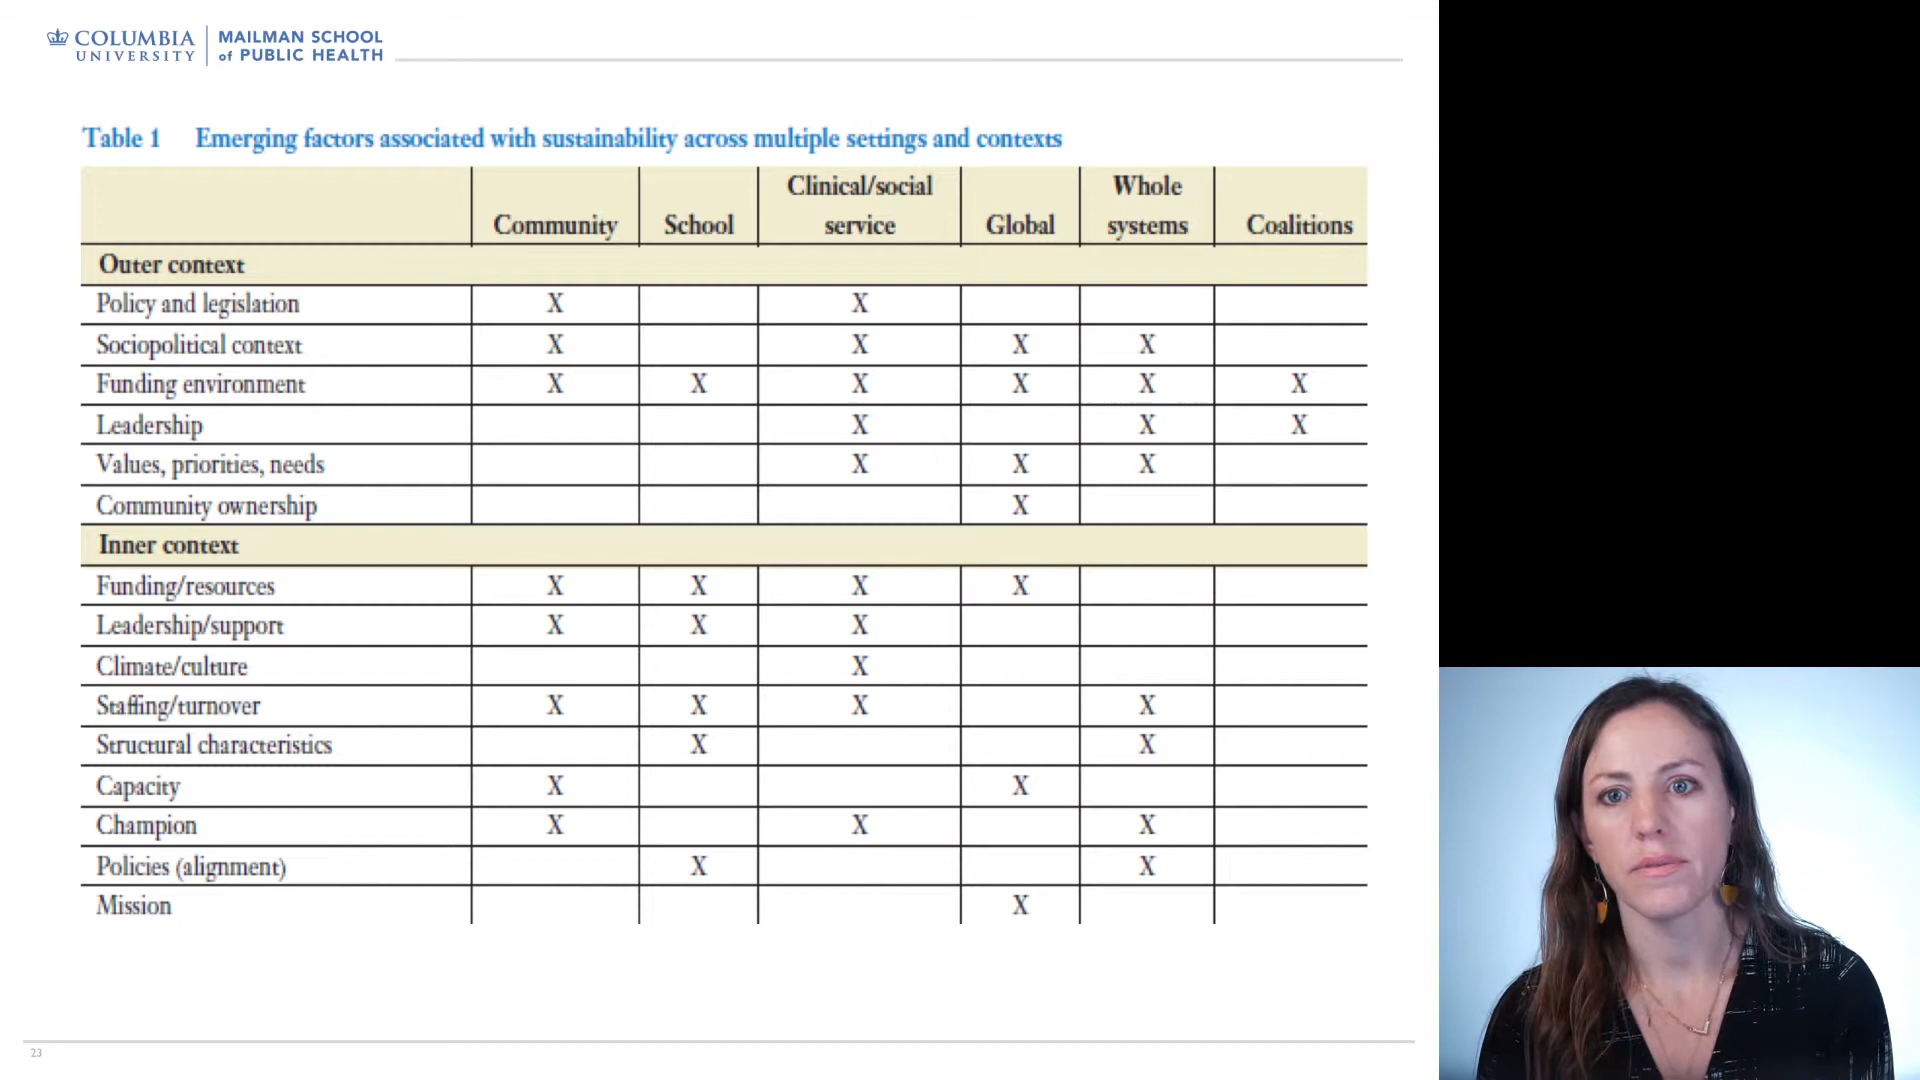 COLUMBIA UNIVERSITY
MAILMAN SCHOOL of PUBLIC HEALTH
Table 1 Emerging factors associated with sustainability across multiple settings and contexts
Community School Clinical/social service Global Whole systems Coalitions
Outer context
Policy and legislation X X
Sociopolitical context X X X X
Funding environment X X X X X X
Leadership X X X
Values, priorities, needs X X X
Community ownership X
Inner context
Funding/resources X X X X
Leadership/support X X X
Climate/culture X
Staffing/turnover X X X X
Structural characteristics X X
Capacity X X
Champion X X X
Policies (alignment) X X
Mission X
23